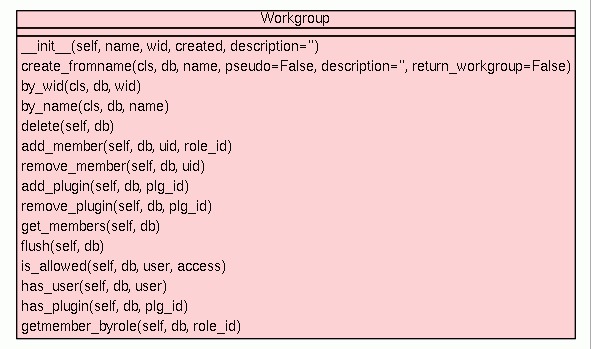 Workgroup
__init__(self, name, wid, created, description='')
create_fromname(cls, db, name, pseudo=False, description='', return_workgroup=False)
by_wid(cls, db, wid)
by_name(cls, db, name)
delete(self, db)
add_member(self, db, uid, role_id)
remove_member(self, db, uid)
add_plugin(self, db, plg_id)
remove_plugin(self, db, plg_id)
get_members(self, db)
flush(self, db)
is_allowed(self, db, user, access)
has_user(self, db, user)
has_plugin(self, db, plg_id)
getmember_byrole(self, db, role_id)